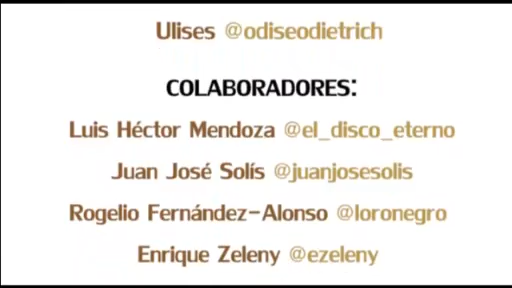 Ulises @odiseodietrich
COLABORADORES:
Luis Héctor Mendoza @el_disco_eterno
Juan José Solís @juanjosesolis
Rogelio Fernández-Alonso @loronegro
Enrique Zeleny @ezeleny